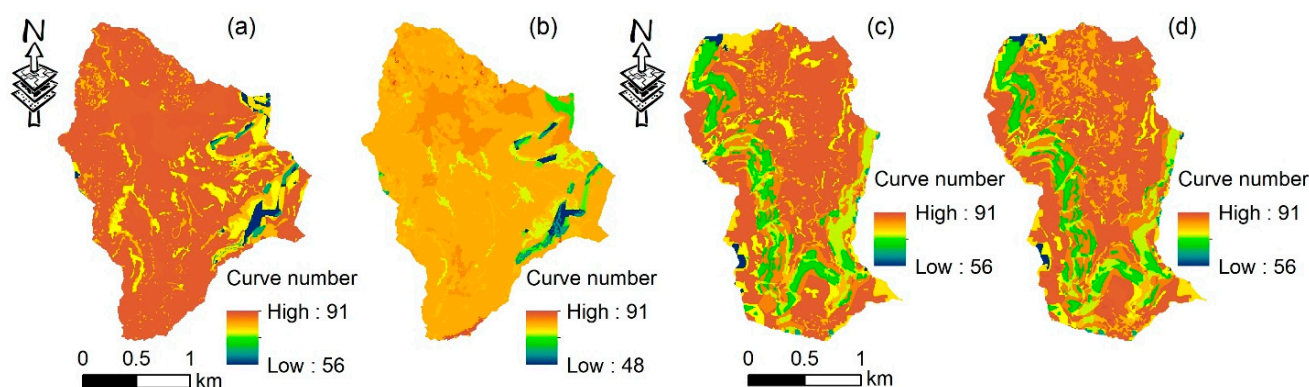 N
(a)
Curve number
High : 91
Low : 56
0 0.5 1
km
(b)
Curve number
High : 91
Low : 48
N
(c)
Curve number
High : 91
Low : 56
0 0.5 1
km
(d)
Curve number
High : 91
Low : 56